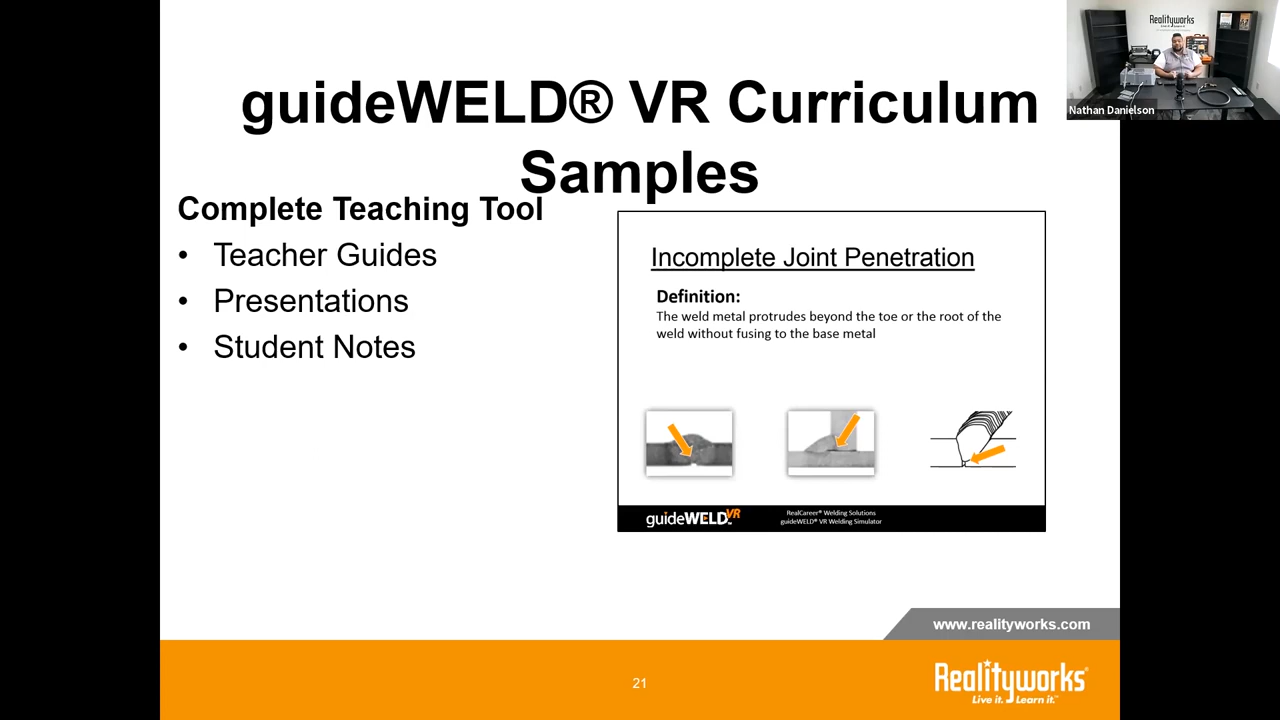 guideWELD® VR Curriculum
Samples
Complete Teaching Tool
• Teacher Guides
• Presentations
• Student Notes
Incomplete Joint Penetration
Definition:
The weld metal protrudes beyond the toe or the root of the
weld without fusing to the base metal
guideWELD VR
RealCareer® Welding Solutions
guideWELD® VR Welding Simulator
www.realityworks.com
21
Realityworks®
Live it. Learn it.™
Realityworks
Nathan Danielson